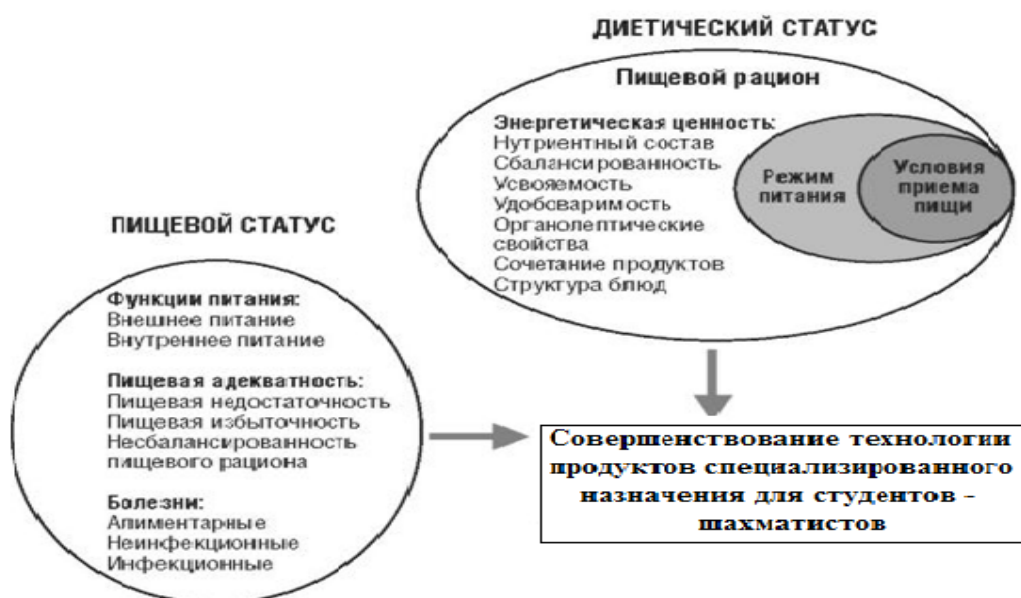 ДИЕТИЧЕСКИЙ СТАТУС
Пищевой рацион
Энергетическая ценность:
Нутриентный состав
Сбалансированность
Усвояемость
Удобоваримость
Органолептические
свойства
Сочетание продуктов
Структура блюд
Режим
питания
Условия
приема
пищи
ПИЩЕВОЙ СТАТУС
Функции питания:
Внешнее питание
Внутреннее питание
Пищевая адекватность:
Пищевая недостаточность
Пищевая избыточность
Несбалансированность
пищевого рациона
Болезни:
Алиментарные
Неинфекционные
Инфекционные
Совершенствование технологии
продуктов специализированного
назначения для студентов -
шахматистов